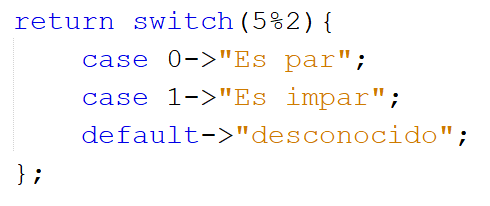 return switch(5%2){
case 0->"Es par";
case 1->"Es impar";
default->"desconocido";
};